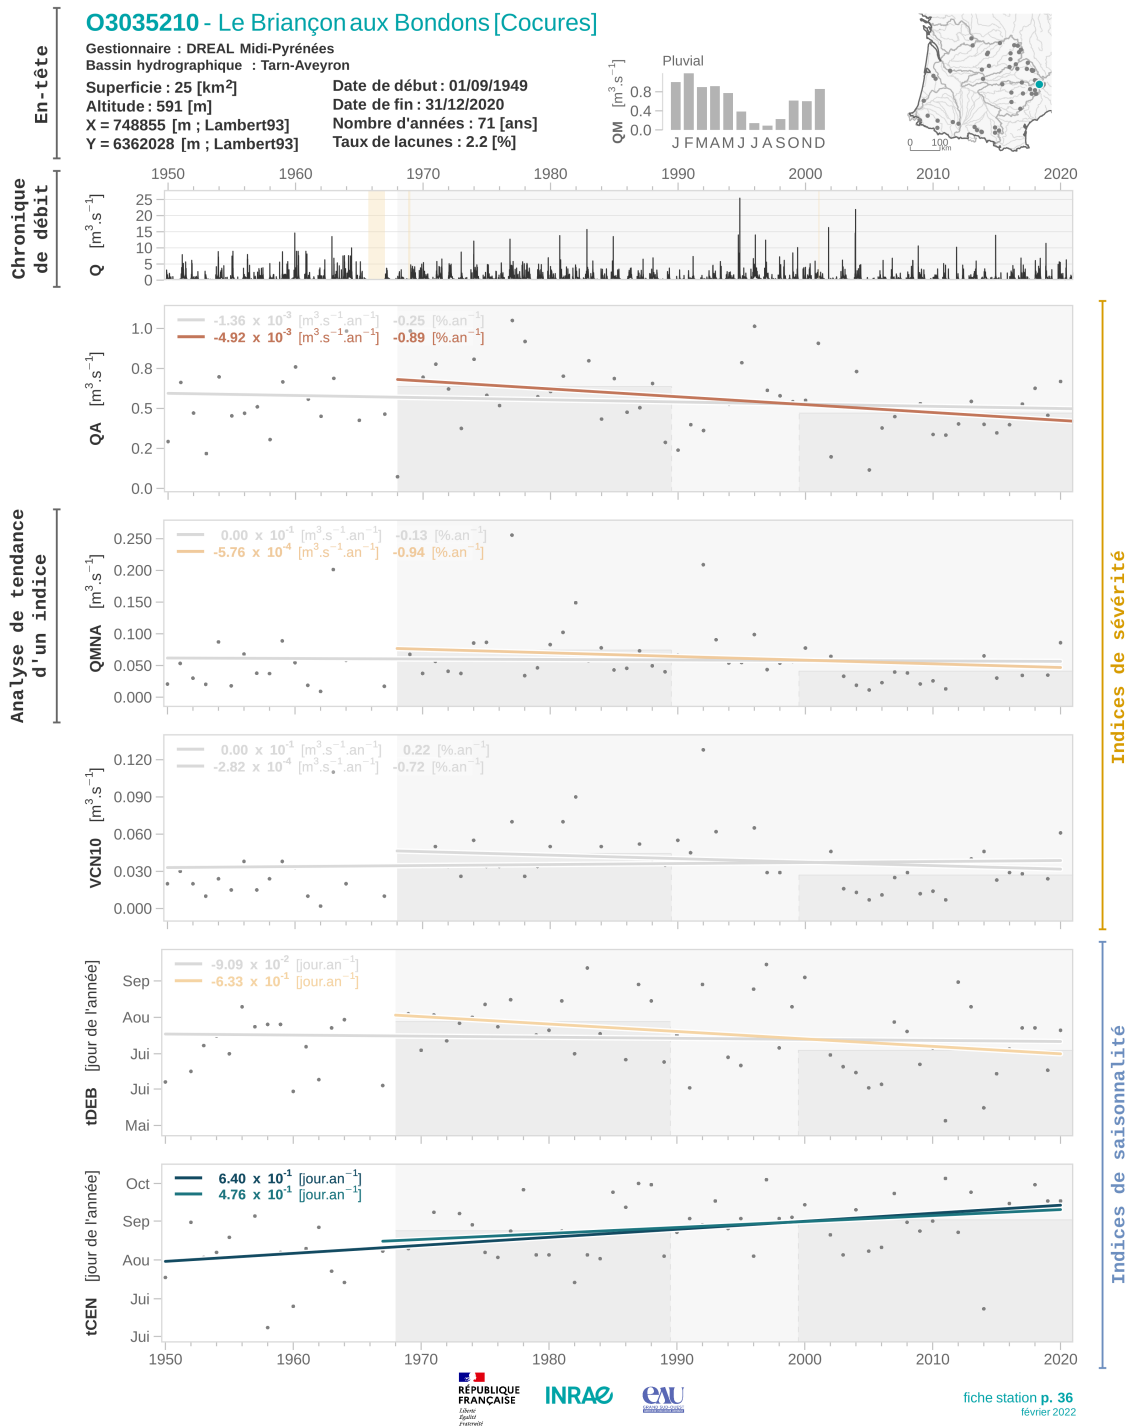 O3035210 - Le Briançon aux Bondons [Cocures]
Gestionnaire : DREAL Midi-Pyrénées
Bassin hydrographique : Tarn-Aveyron
Superficie : 25 [km2]
Altitude : 591 [m]
X = 748855 [m ; Lambert93]
Y = 6362028 [m ; Lambert93]
Date de début : 01/09/1949
Date de fin : 31/12/2020
Nombre d'années : 71 [ans]
Taux de lacunes : 2.2 [%]
En-tête
Pluvial
QM [m3.s−1]
0.8
0.4
0.0
J F M A M J J A S O N D
0 100 km
1950 1960 1970 1980 1990 2000 2010 2020
Chronique
de débit
Q [m3.s−1]
25
20
15
10
5
0
QA [m3.s−1]
1.0
0.8
0.5
0.2
0.0
-1.36 x 10-3 [m3.s−1.an−1] -0.25 [%.an−1]
-4.92 x 10-3 [m3.s−1.an−1] -0.89 [%.an−1]
Analyse de tendance
d'un indice
QMNA [m3.s−1]
0.250
0.200
0.150
0.100
0.050
0.000
0.00 x 10-1 [m3.s−1.an−1] -0.13 [%.an−1]
-5.76 x 10-4 [m3.s−1.an−1] -0.94 [%.an−1]
Indices de sévérité
VCN10 [m3.s−1]
0.120
0.090
0.060
0.030
0.000
0.00 x 10-1 [m3.s−1.an−1] 0.22 [%.an−1]
-2.82 x 10-4 [m3.s−1.an−1] -0.72 [%.an−1]
tDEB [jour de l'année]
Sep
Aou
Jui
Jui
Mai
-9.09 x 10-2 [jour.an−1]
-6.33 x 10-1 [jour.an−1]
Indices de saisonnalité
tCEN [jour de l'année]
Oct
Sep
Aou
Jui
Jui
6.40 x 10-1 [jour.an−1]
4.76 x 10-1 [jour.an−1]
1950 1960 1970 1980 1990 2000 2010 2020
RÉPUBLIQUE
FRANÇAISE
Liberté
Égalité
Fraternité
INRAE
eAU
GRAND SUD-OUEST
fiche station p. 36
février 2022